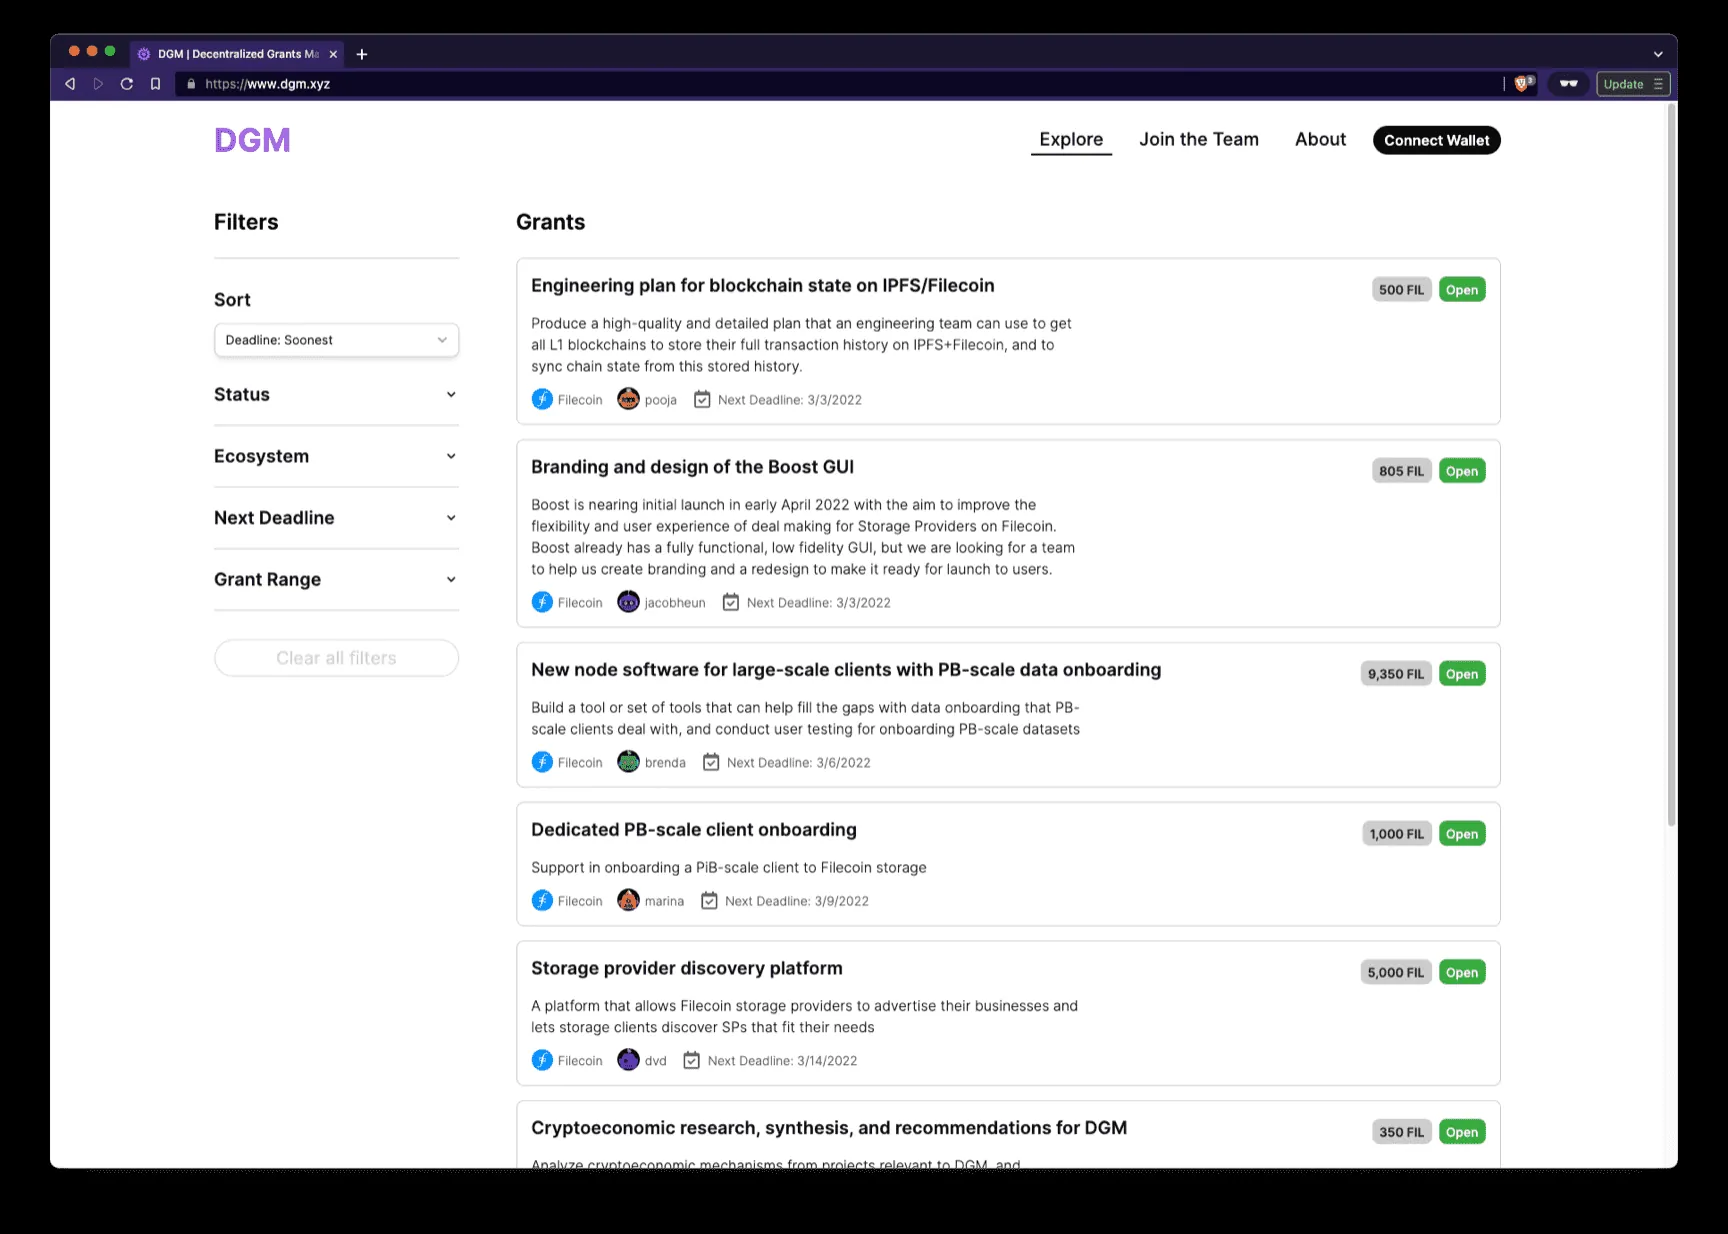 DGM | Decentralized Grants Ma
https://www.dgm.xyz
3
Update
DGM
Explore
Join the Team
About
Connect Wallet
Filters
Sort
Deadline: Soonest
Status
Ecosystem
Next Deadline
Grant Range
Clear all filters
Grants
Engineering plan for blockchain state on IPFS/Filecoin
500 FIL
Open
Produce a high-quality and detailed plan that an engineering team can use to get
all L1 blockchains to store their full transaction history on IPFS+Filecoin, and to
sync chain state from this stored history.
Filecoin
pooja
Next Deadline: 3/3/2022
Branding and design of the Boost GUI
805 FIL
Open
Boost is nearing initial launch in early April 2022 with the aim to improve the
flexibility and user experience of deal making for Storage Providers on Filecoin.
Boost already has a fully functional, low fidelity GUI, but we are looking for a team
to help us create branding and a redesign to make it ready for launch to users.
Filecoin
jacobheun
Next Deadline: 3/3/2022
New node software for large-scale clients with PB-scale data onboarding
9,350 FIL
Open
Build a tool or set of tools that can help fill the gaps with data onboarding that PB-
scale clients deal with, and conduct user testing for onboarding PB-scale datasets
Filecoin
brenda
Next Deadline: 3/6/2022
Dedicated PB-scale client onboarding
1,000 FIL
Open
Support in onboarding a PiB-scale client to Filecoin storage
Filecoin
marina
Next Deadline: 3/9/2022
Storage provider discovery platform
5,000 FIL
Open
A platform that allows Filecoin storage providers to advertise their businesses and
lets storage clients discover SPs that fit their needs
Filecoin
dvd
Next Deadline: 3/14/2022
Cryptoeconomic research, synthesis, and recommendations for DGM
350 FIL
Open
Analyze cryptoeconomic mechanisms from projects relevant to DGM, and